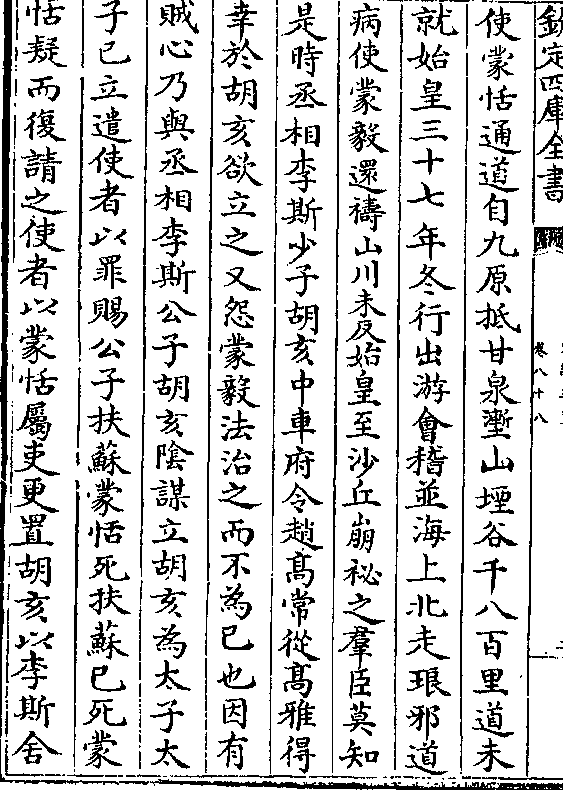 欽定四庫全書
卷八十八
使蒙恬通道自九原抵甘泉塹山堙谷千八百里道未
就始皇三十七年冬行出游會稽並海上北走琅邪道
病使蒙毅還禱山川未反始皇至沙丘崩祕之羣臣莫知
是時丞相李斯少子胡亥中車府令趙髙常從髙雅得
幸於胡亥欲立之又怨蒙毅法治之而不為已也因有
賊心乃與丞相李斯公子胡亥隂謀立胡亥為太子太
子已立遣使者以罪賜公子扶蘇蒙恬死扶蘇已死蒙
恬疑而復請之使者以蒙恬屬吏更置胡亥以李斯舍